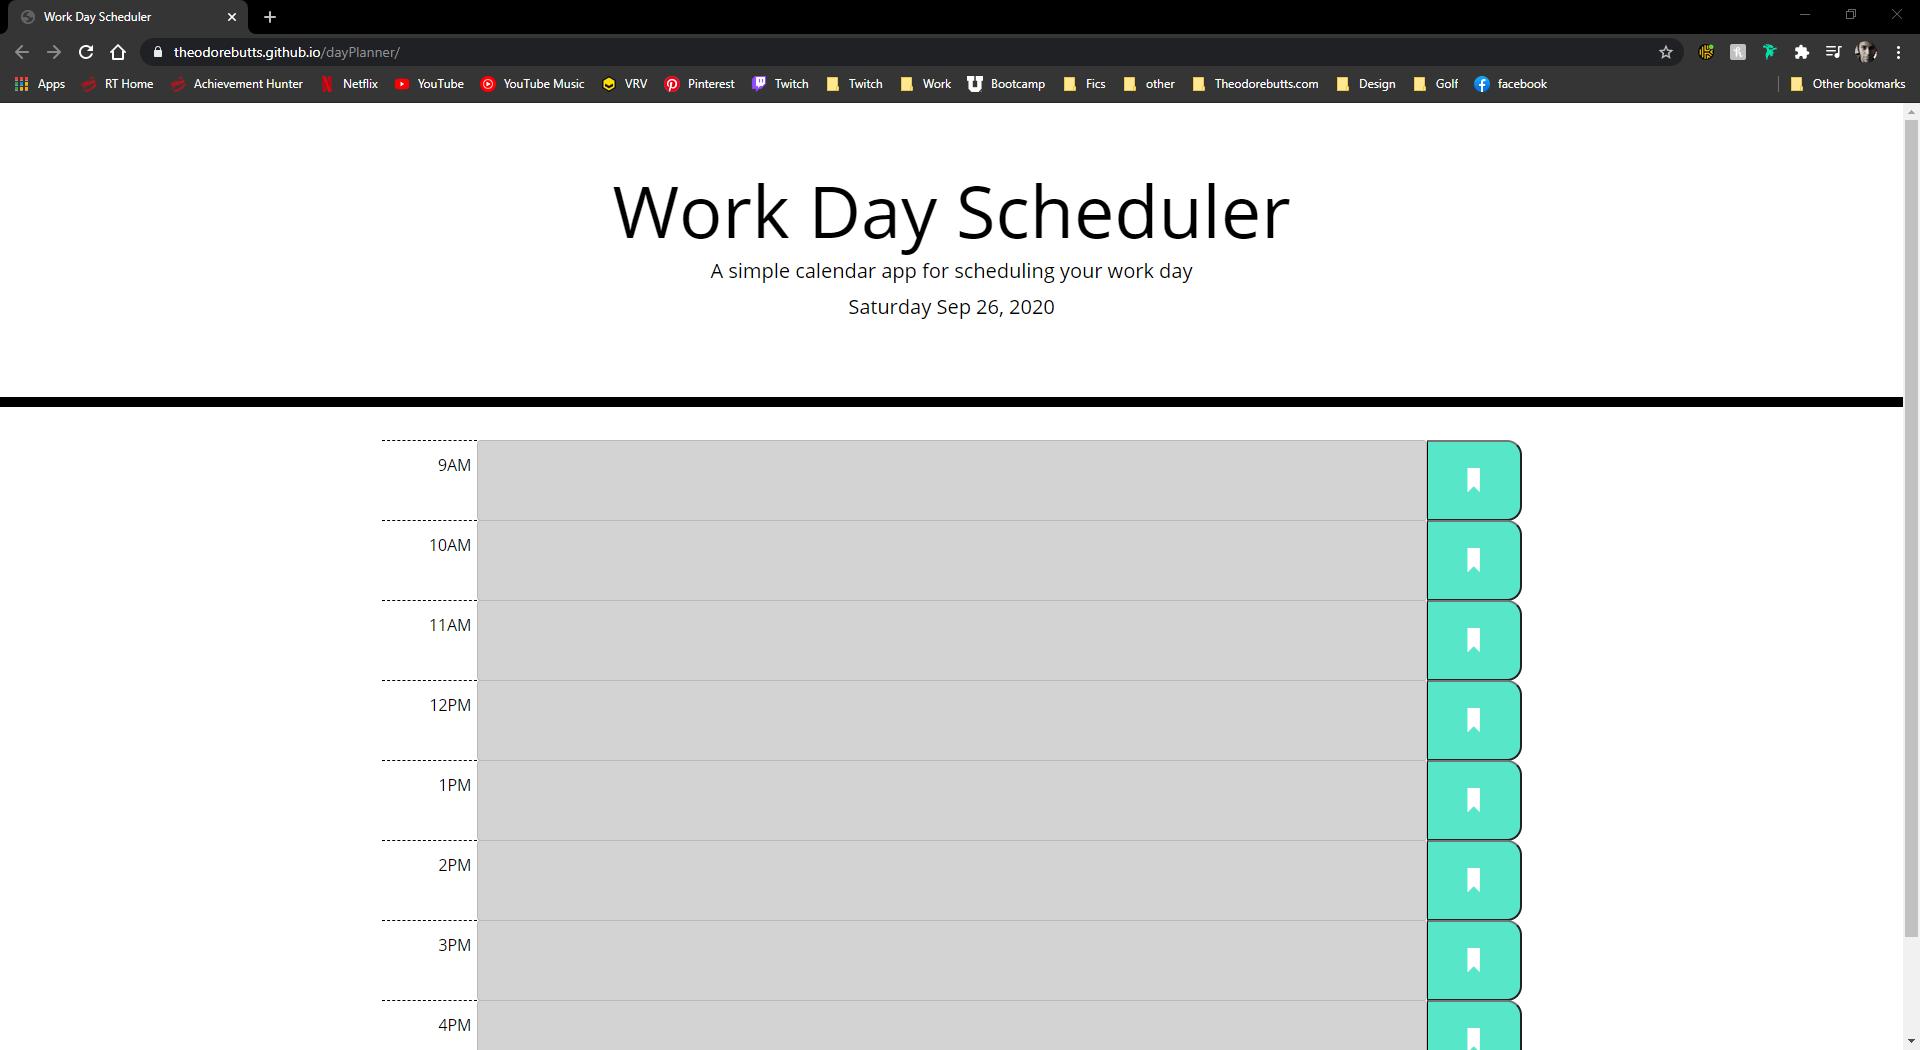 Work Day Scheduler
theodorebutts.github.io/dayPlanner/
Apps RT Home Achievement Hunter Netflix YouTube YouTube Music VRV Pinterest Twitch Twitch Work Bootcamp Fics other Theodorebutts.com Design Golf facebook Other bookmarks
Work Day Scheduler
A simple calendar app for scheduling your work day
Saturday Sep 26, 2020
9AM
10AM
11AM
12PM
1PM
2PM
3PM
4PM